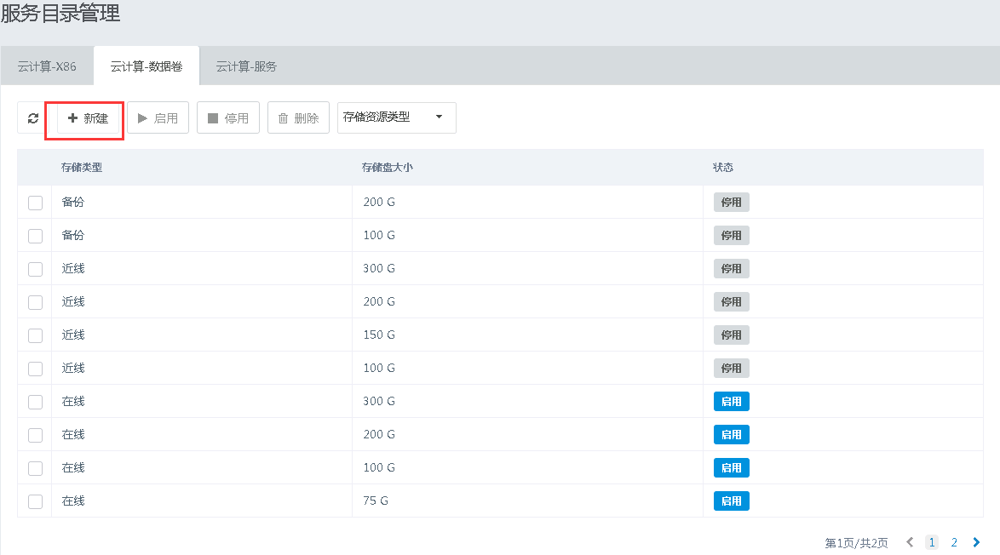 服务目录管理
云计算-X86 云计算-数据卷 云计算-服务
新建 启用 停用 删除 存储资源类型
存储类型 存储盘大小 状态
备份 200 G 停用
备份 100 G 停用
近线 300 G 停用
近线 200 G 停用
近线 150 G 停用
近线 100 G 停用
在线 300 G 启用
在线 200 G 启用
在线 100 G 启用
在线 75 G 启用
第1页/共2页 1 2